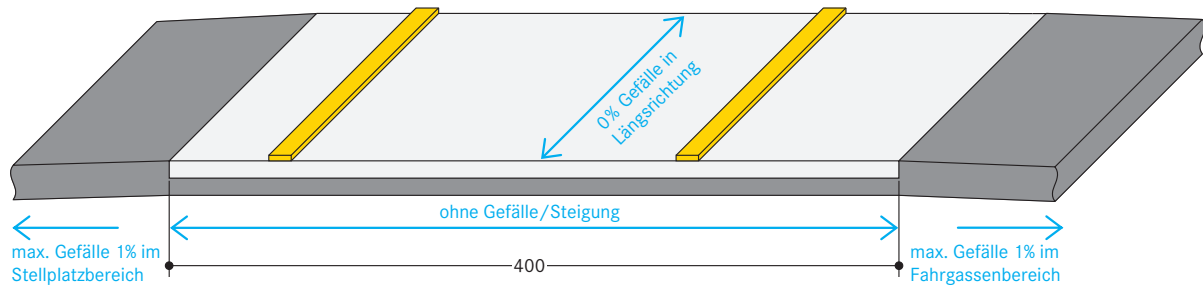 0% Gefälle in
Längsrichtung
ohne Gefälle/Steigung
max. Gefälle 1% im
Stellplatzbereich
400
max. Gefälle 1% im
Fahrgassenbereich